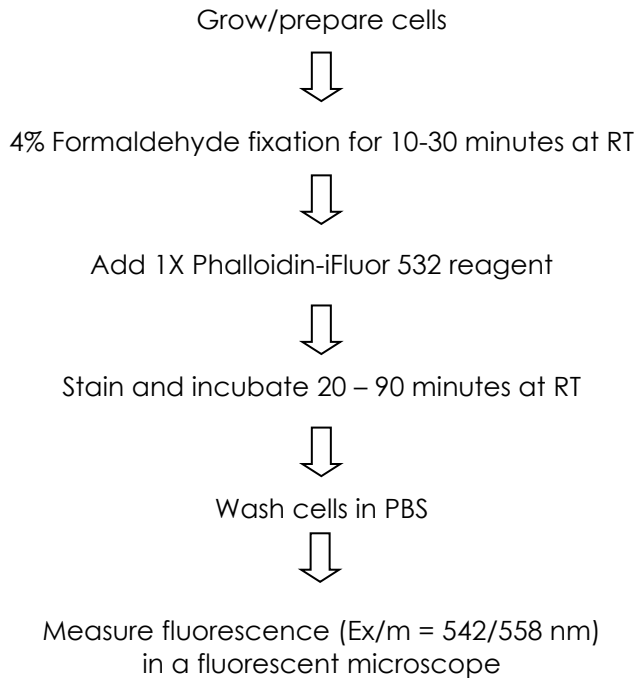 Grow/prepare cells
4% Formaldehyde fixation for 10-30 minutes at RT
Add 1X Phalloidin-iFluor 532 reagent
Stain and incubate 20 – 90 minutes at RT
Wash cells in PBS
Measure fluorescence (Ex/m = 542/558 nm)
in a fluorescent microscope